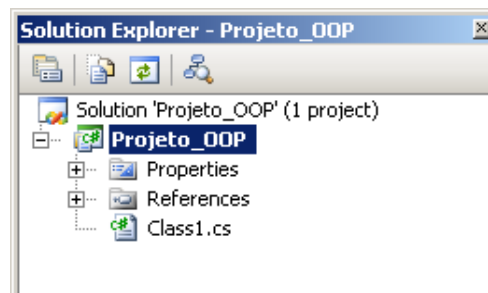 Solution Explorer - Projeto_OOP
Solution 'Projeto_OOP' (1 project)
Projeto_OOP
Properties
References
Class1.cs